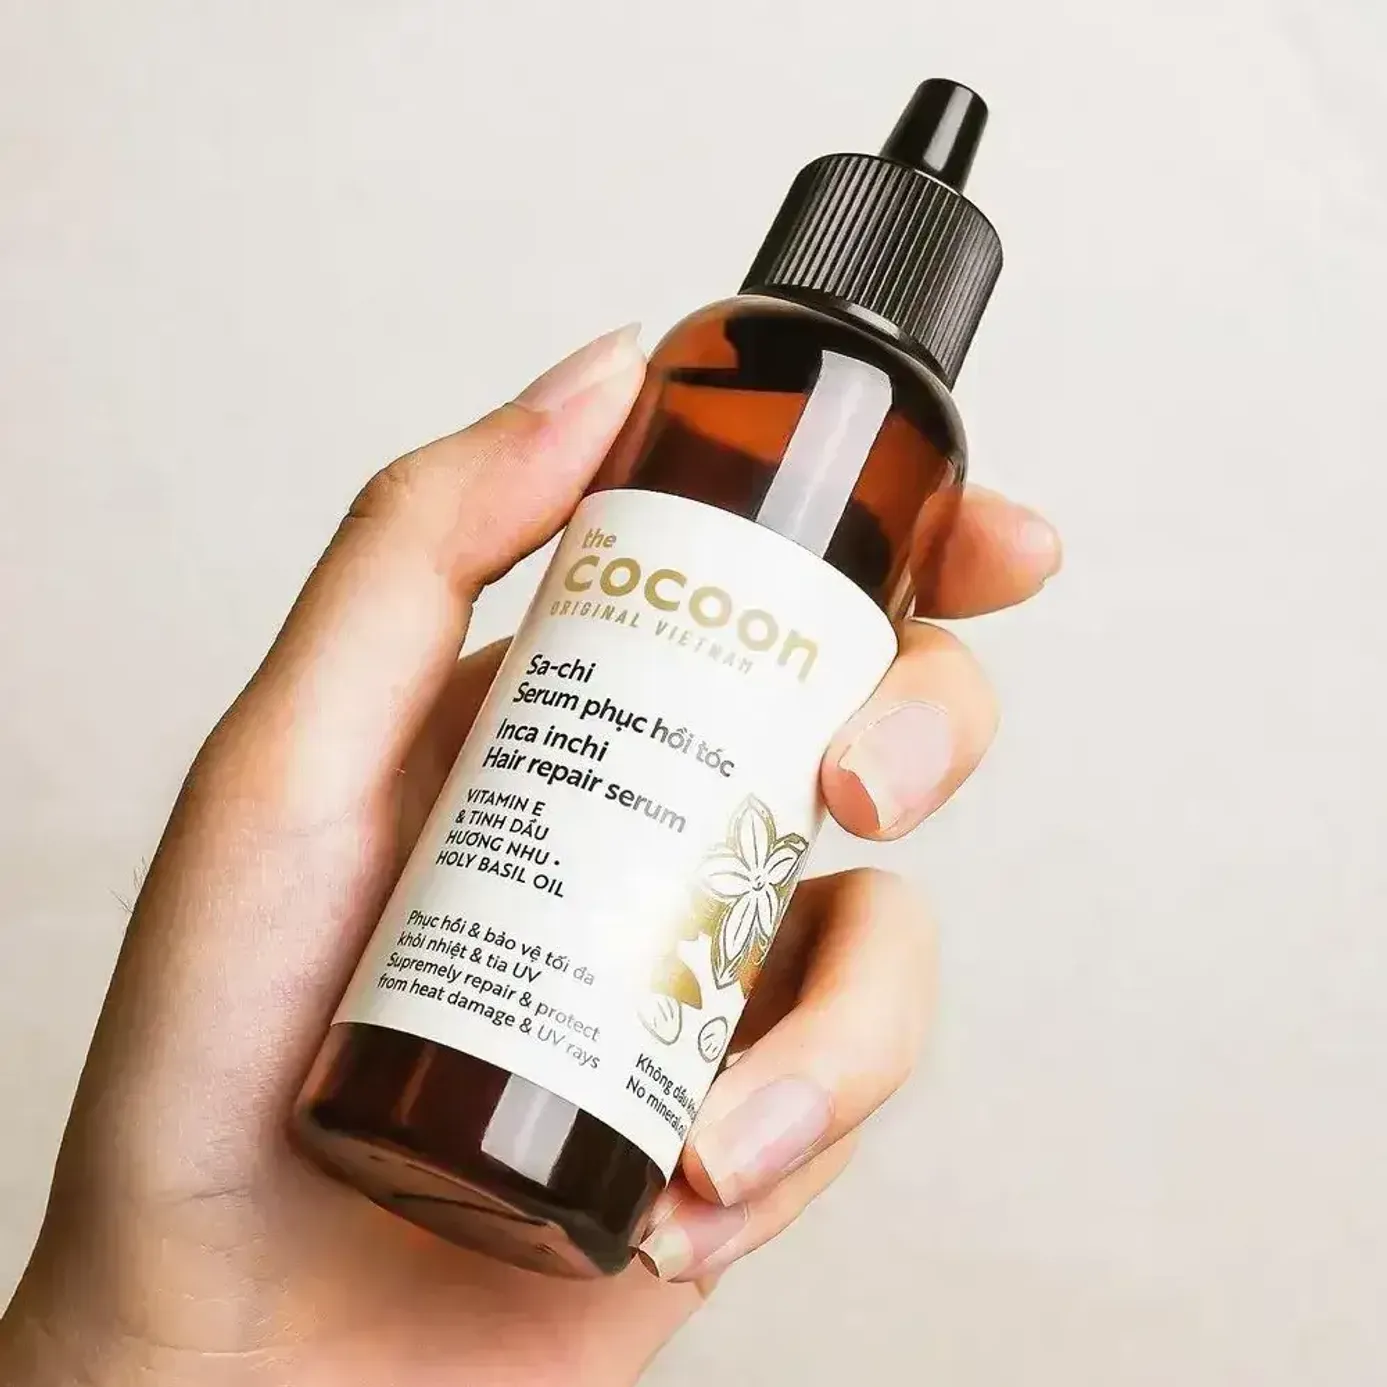 the
cocoon
ORIGINAL VIETNAM
Sa-chi
Serum phục hồi tóc
Inca inchi
Hair repair serum
VITAMIN E
& TINH DẦU
HƯƠNG NHU •
HOLY BASIL OIL
Phục hồi & bảo vệ tối đa
khỏi nhiệt & tia UV
Supremely repair & protect
from heat damage & UV rays
Không dầu
No mineral oil